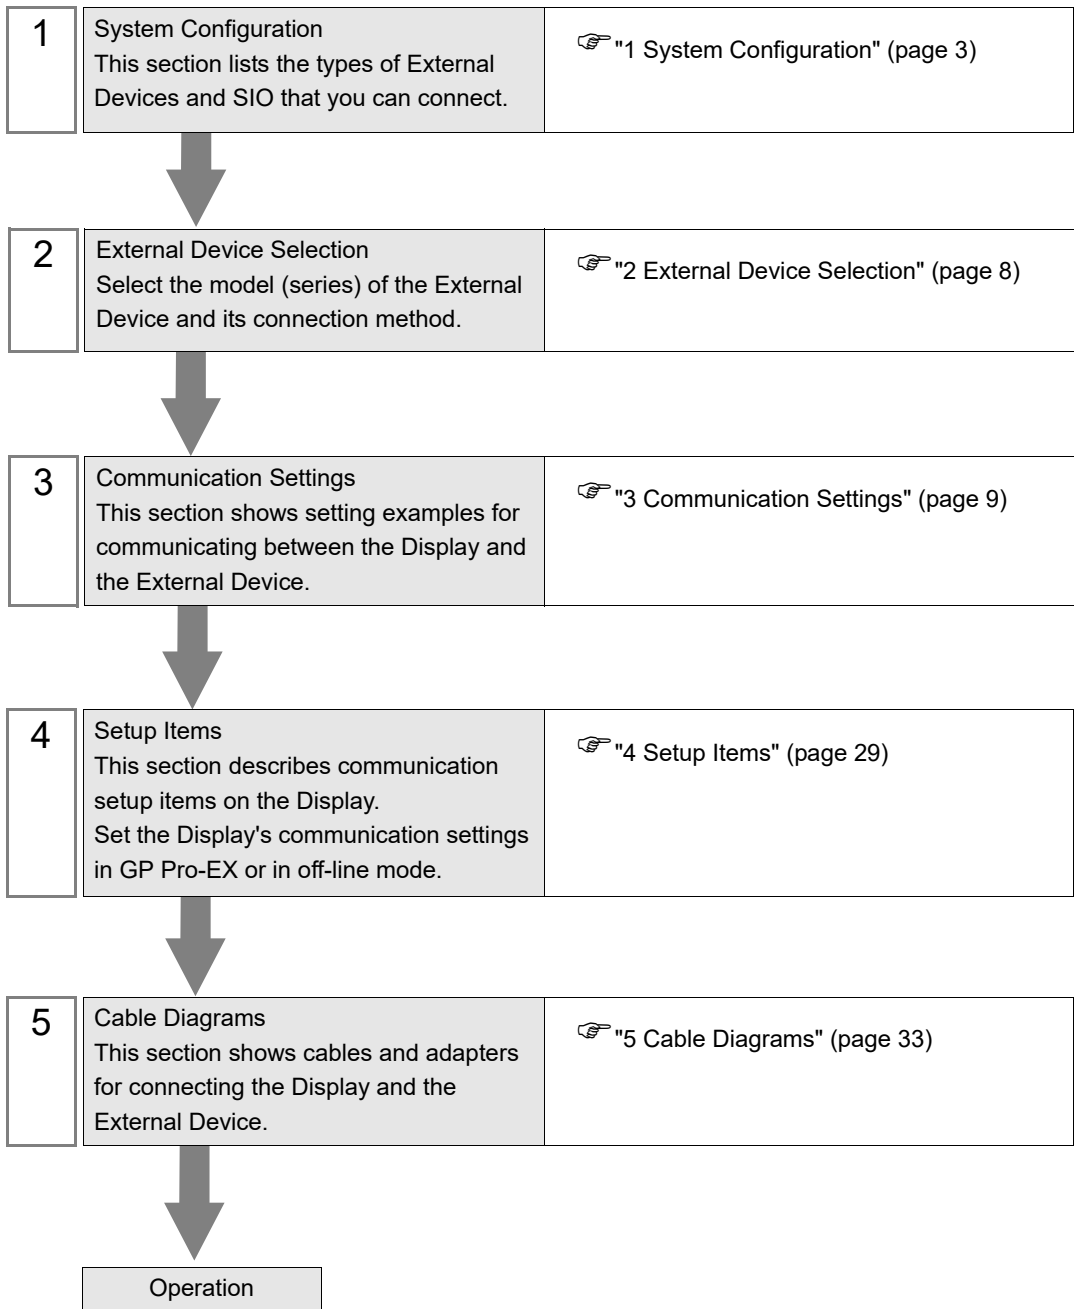 1
System Configuration
This section lists the types of External
Devices and SIO that you can connect.
"1 System Configuration" (page 3)
2
External Device Selection
Select the model (series) of the External
Device and its connection method.
"2 External Device Selection" (page 8)
3
Communication Settings
This section shows setting examples for
communicating between the Display and
the External Device.
"3 Communication Settings" (page 9)
4
Setup Items
This section describes communication
setup items on the Display.
Set the Display's communication settings
in GP Pro-EX or in off-line mode.
"4 Setup Items" (page 29)
5
Cable Diagrams
This section shows cables and adapters
for connecting the Display and the
External Device.
"5 Cable Diagrams" (page 33)
Operation